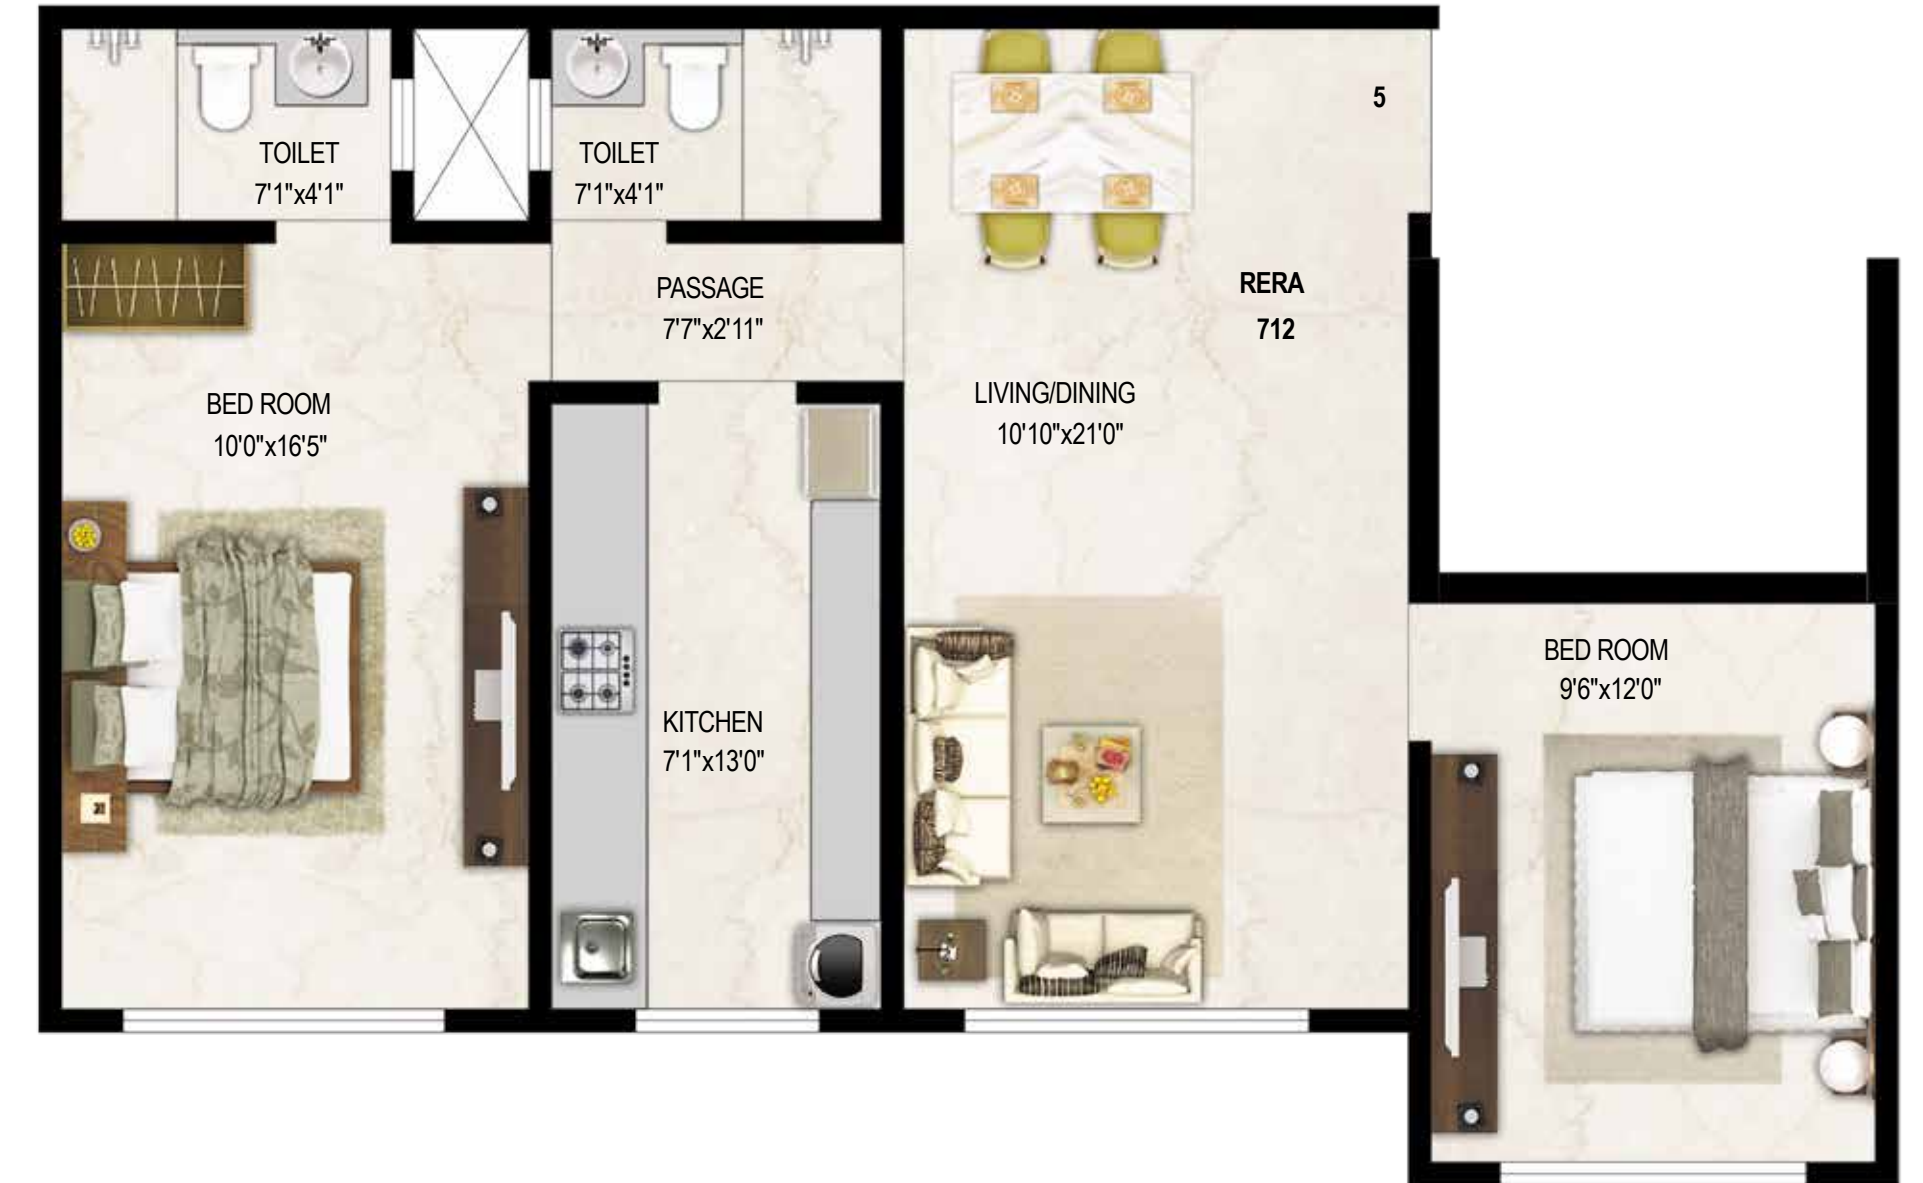 5
TOILET
7'1"x4'1"
TOILET
7'1"x4'1"
PASSAGE
7'7"x2'11"
RERA
712
BED ROOM
10'0"x16'5"
LIVING/DINING
10'10"x21'0"
BED ROOM
9'6"x12'0"
KITCHEN
7'1"x13'0"